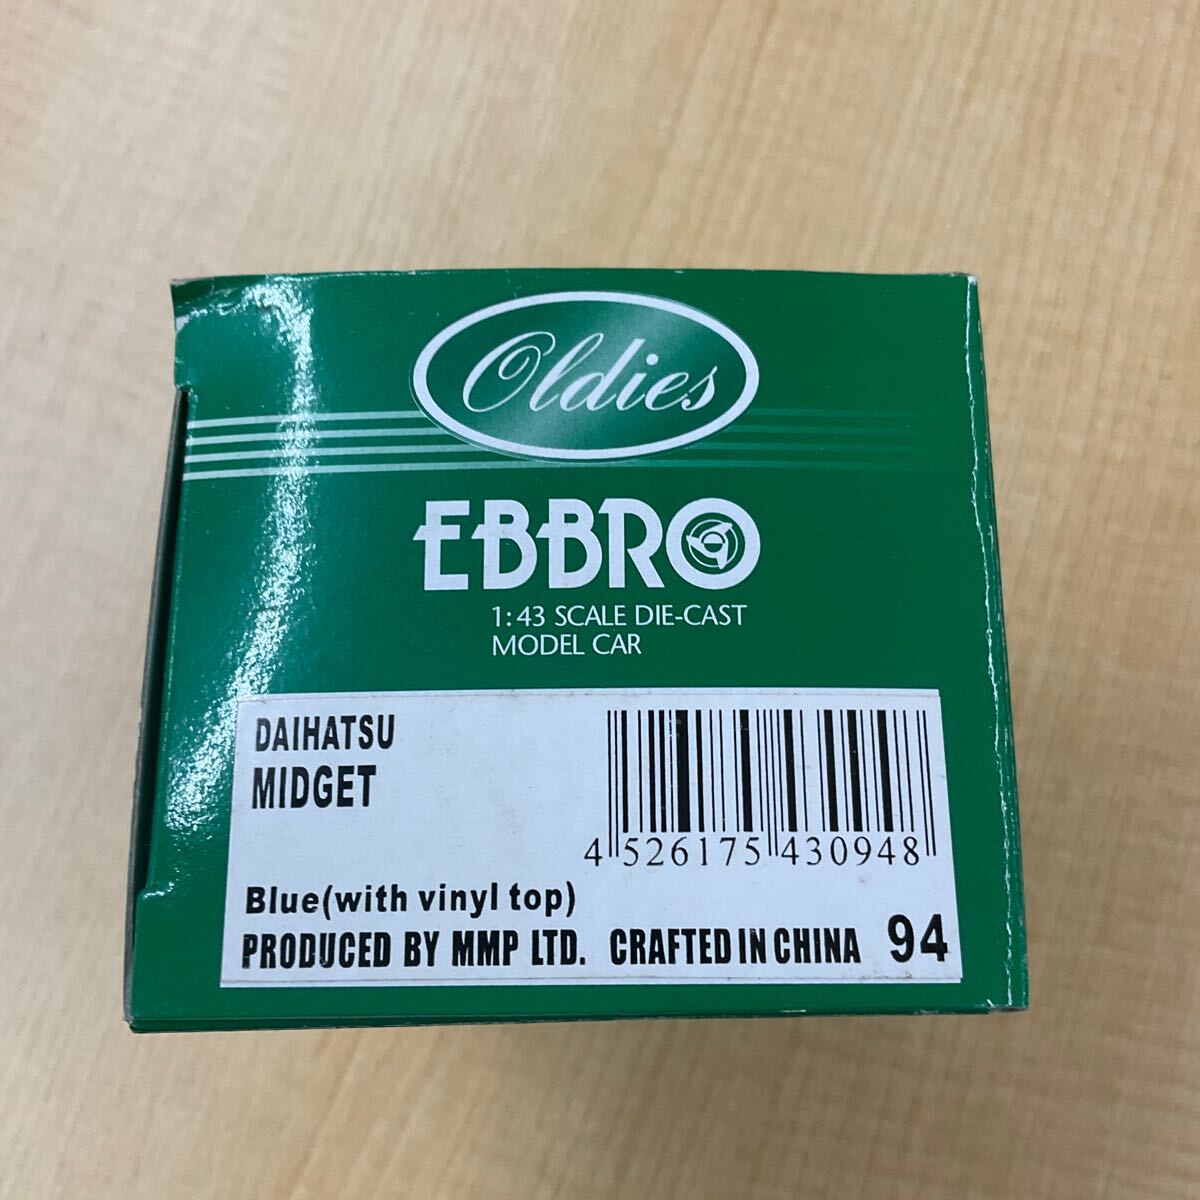 Oldies
EBBRO
1:43 SCALE DIE-CAST
MODEL CAR
DAIHATSU
MIDGET
4 526175 430948
Blue(with vinyl top)
PRODUCED BY MMP LTD. CRAFTED IN CHINA 94